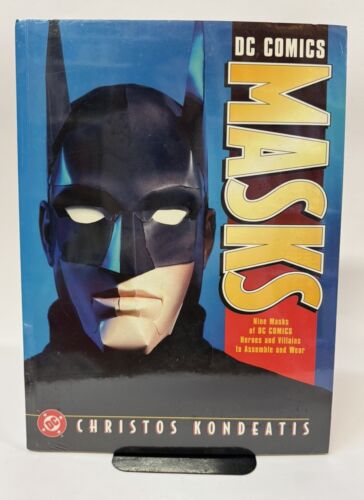 DC COMICS
MASKS
Nine Masks
of DC COMICS
Heroes and Villains
to Assemble and Wear
DC
CHRISTOS KONDEATIS